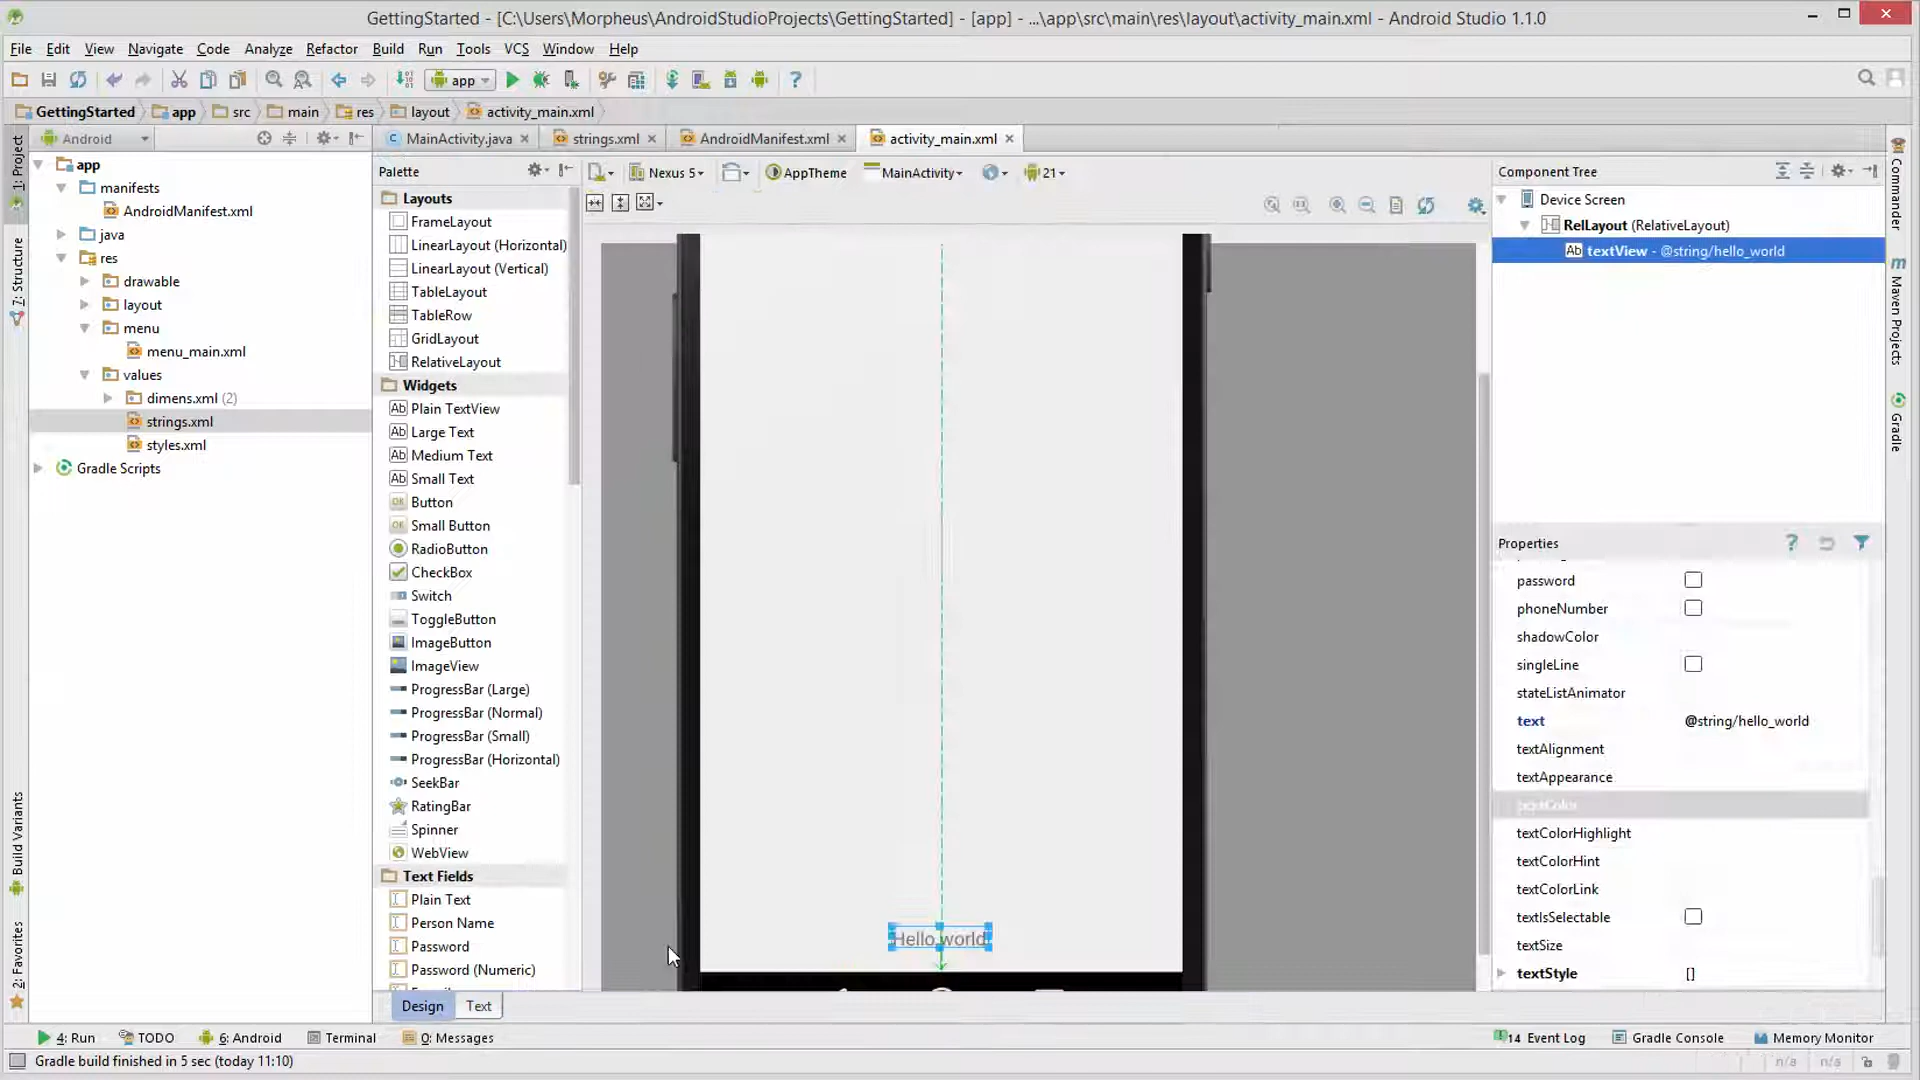 GettingStarted - [C:\Users\Morpheus\AndroidStudioProjects\GettingStarted] - [app] - ...\app\src\main\res\layout\activity_main.xml - Android Studio 1.1.0
File Edit View Navigate Code Analyze Refactor Build Run Tools VCS Window Help
app
GettingStarted app src main res layout activity_main.xml
Android
MainActivity.java strings.xml AndroidManifest.xml activity_main.xml
1: Project
7: Structure
Build Variants
2: Favorites
app
manifests
AndroidManifest.xml
java
res
drawable
layout
menu
menu_main.xml
values
dimens.xml (2)
strings.xml
styles.xml
Gradle Scripts
Palette
Layouts
FrameLayout
LinearLayout (Horizontal)
LinearLayout (Vertical)
TableLayout
TableRow
GridLayout
RelativeLayout
Widgets
Ab Plain TextView
Ab Large Text
Ab Medium Text
Ab Small Text
OK Button
OK Small Button
RadioButton
CheckBox
Switch
ToggleButton
ImageButton
ImageView
ProgressBar (Large)
ProgressBar (Normal)
ProgressBar (Small)
ProgressBar (Horizontal)
SeekBar
RatingBar
Spinner
WebView
Text Fields
Plain Text
Person Name
Password
Password (Numeric)
Design Text
Nexus 5 AppTheme MainActivity 21
Hello world
Component Tree
Device Screen
RelLayout (RelativeLayout)
Ab textView - @string/hello_world
Properties
password
phoneNumber
shadowColor
singleLine
stateListAnimator
text @string/hello_world
textAlignment
textAppearance
textColor
textColorHighlight
textColorHint
textColorLink
textIsSelectable
textSize
textStyle []
Commander
Maven Projects
Gradle
4: Run TODO 6: Android Terminal 0: Messages
14 Event Log Gradle Console Memory Monitor
Gradle build finished in 5 sec (today 11:10)
n/a n/a